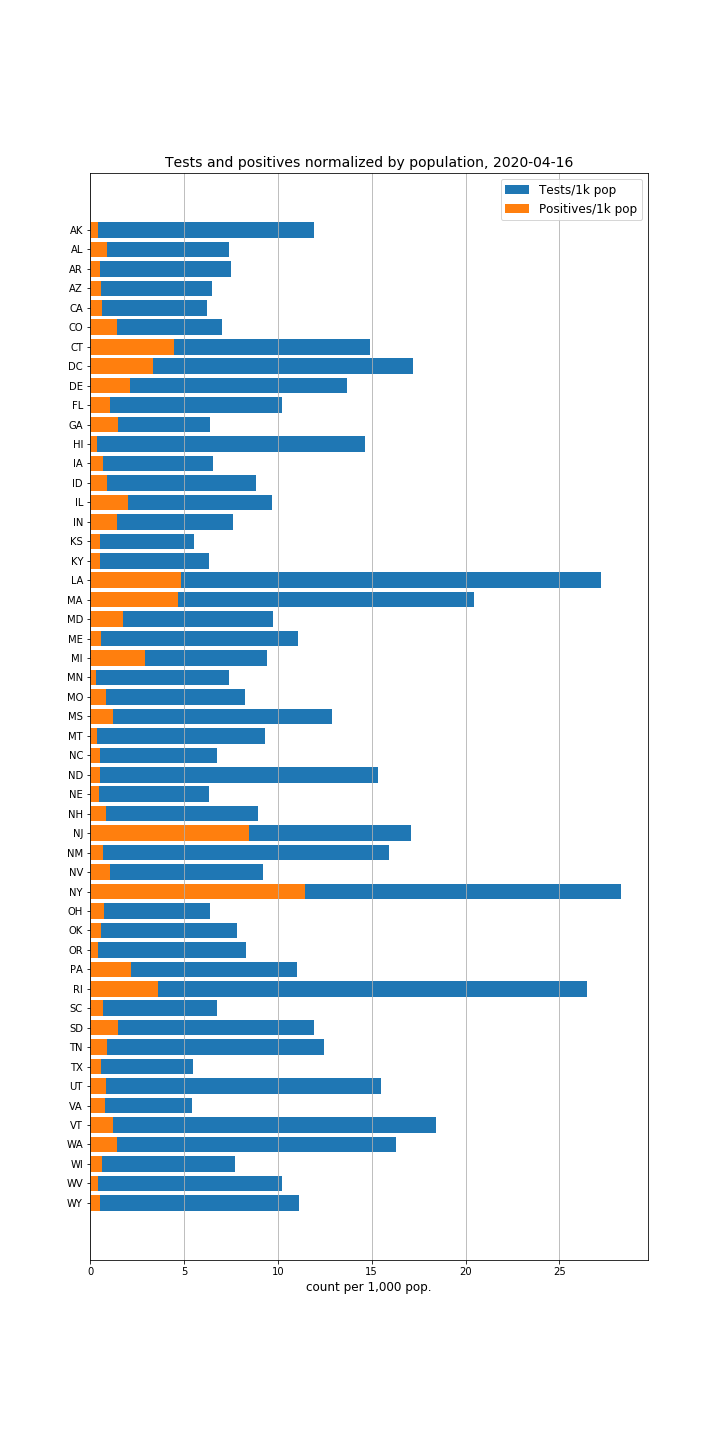 Tests and positives normalized by population, 2020-04-16
Tests/1k pop
Positives/1k pop
AK
AL
AR
AZ
CA
CO
CT
DC
DE
FL
GA
HI
IA
ID
IL
IN
KS
KY
LA
MA
MD
ME
MI
MN
MO
MS
MT
NC
ND
NE
NH
NJ
NM
NV
NY
OH
OK
OR
PA
RI
SC
SD
TN
TX
UT
VA
VT
WA
WI
WV
WY
0 5 10 15 20 25
count per 1,000 pop.